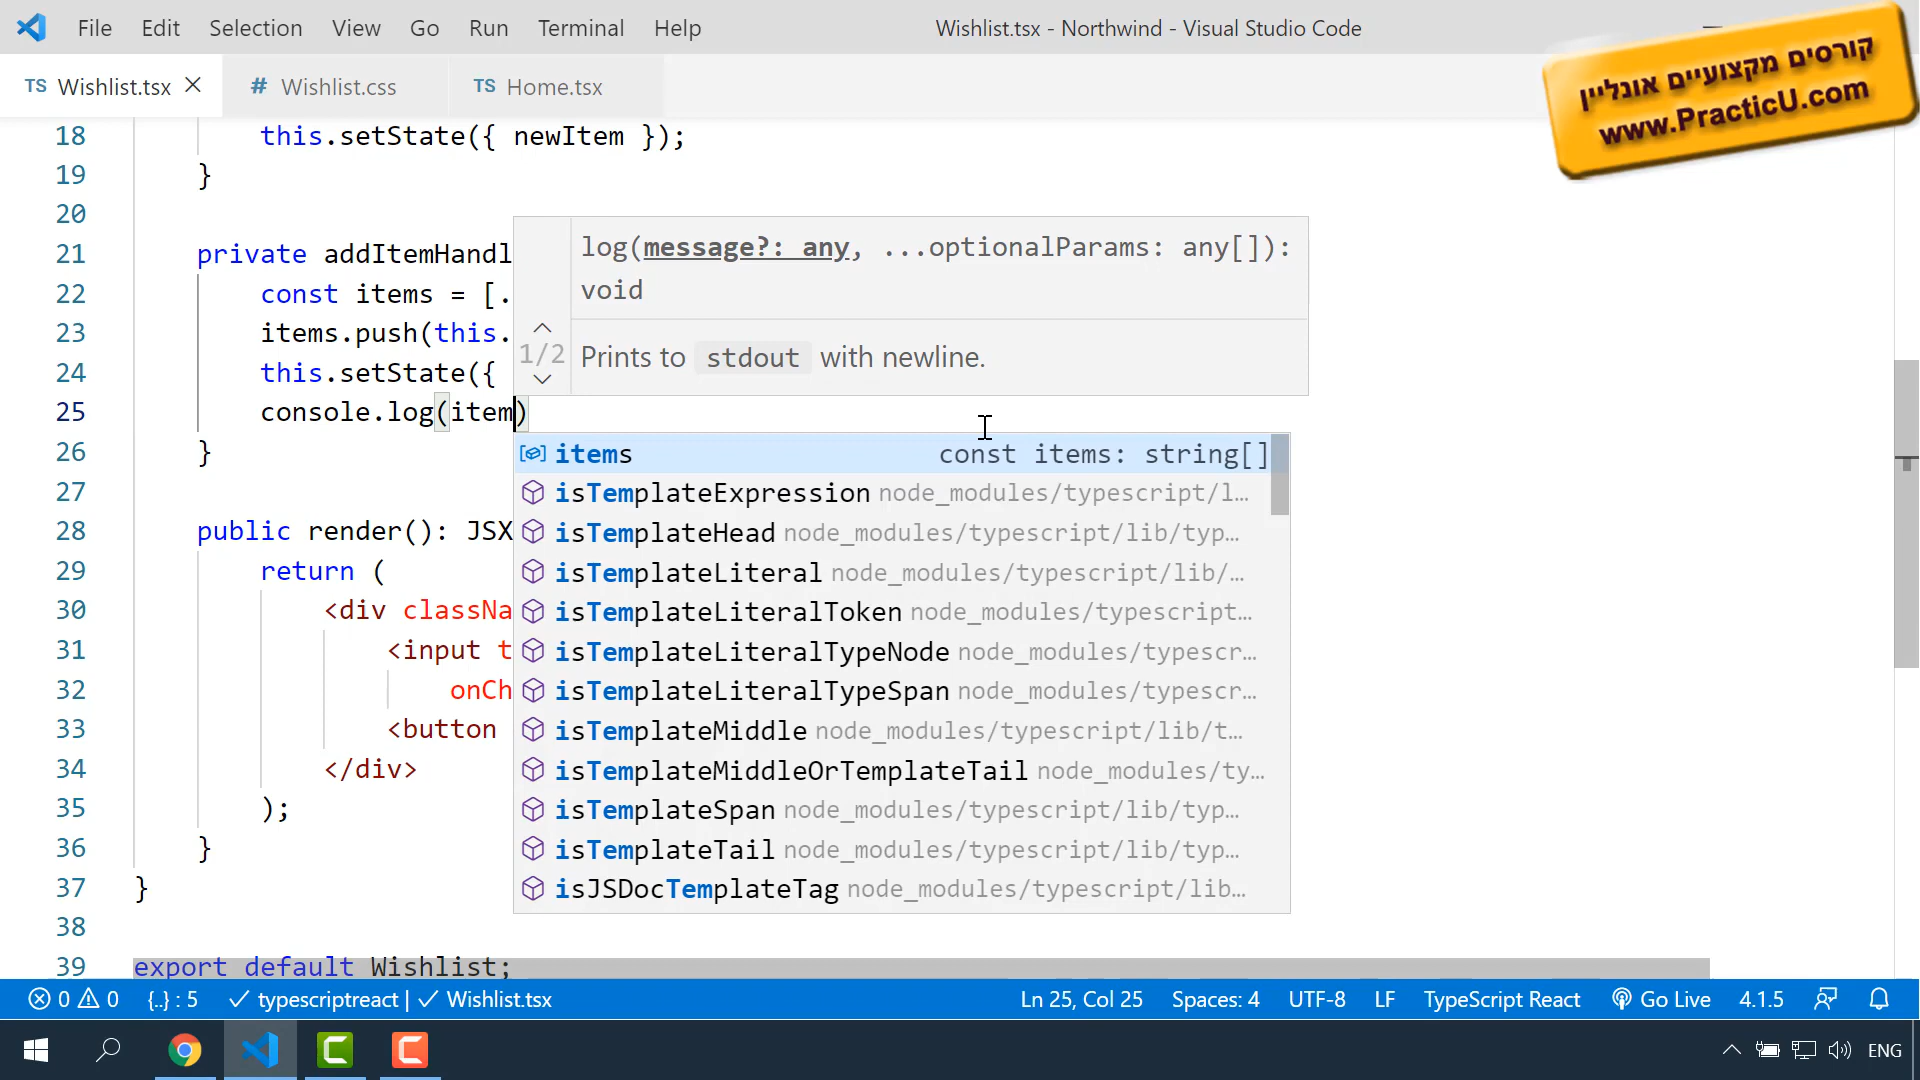 File Edit Selection View Go Run Terminal Help
Wishlist.tsx - Northwind - Visual Studio Code
קורסים מקצועיים אונליין
www.PracticU.com
TS Wishlist.tsx
# Wishlist.css
TS Home.tsx
18 this.setState({ newItem });
19 }
20
21 private addItemHandl
22 const items = [.
23 items.push(this.
24 this.setState({
25 console.log(item)
26 }
27
28 public render(): JSX
29 return (
30 <div classNa
31 <input t
32 onCh
33 <button
34 </div>
35 );
36 }
37 }
38
39 export default Wishlist;
log(message?: any, ...optionalParams: any[]):
void
1/2
Prints to stdout with newline.
items const items: string[]
isTemplateExpression node_modules/typescript/l…
isTemplateHead node_modules/typescript/lib/typ…
isTemplateLiteral node_modules/typescript/lib/…
isTemplateLiteralToken node_modules/typescript…
isTemplateLiteralTypeNode node_modules/typescr…
isTemplateLiteralTypeSpan node_modules/typescr…
isTemplateMiddle node_modules/typescript/lib/t…
isTemplateMiddleOrTemplateTail node_modules/ty…
isTemplateSpan node_modules/typescript/lib/typ…
isTemplateTail node_modules/typescript/lib/typ…
isJSDocTemplateTag node_modules/typescript/lib…
0 0 {..} : 5 typescriptreact | Wishlist.tsx
Ln 25, Col 25 Spaces: 4 UTF-8 LF TypeScript React Go Live 4.1.5
ENG